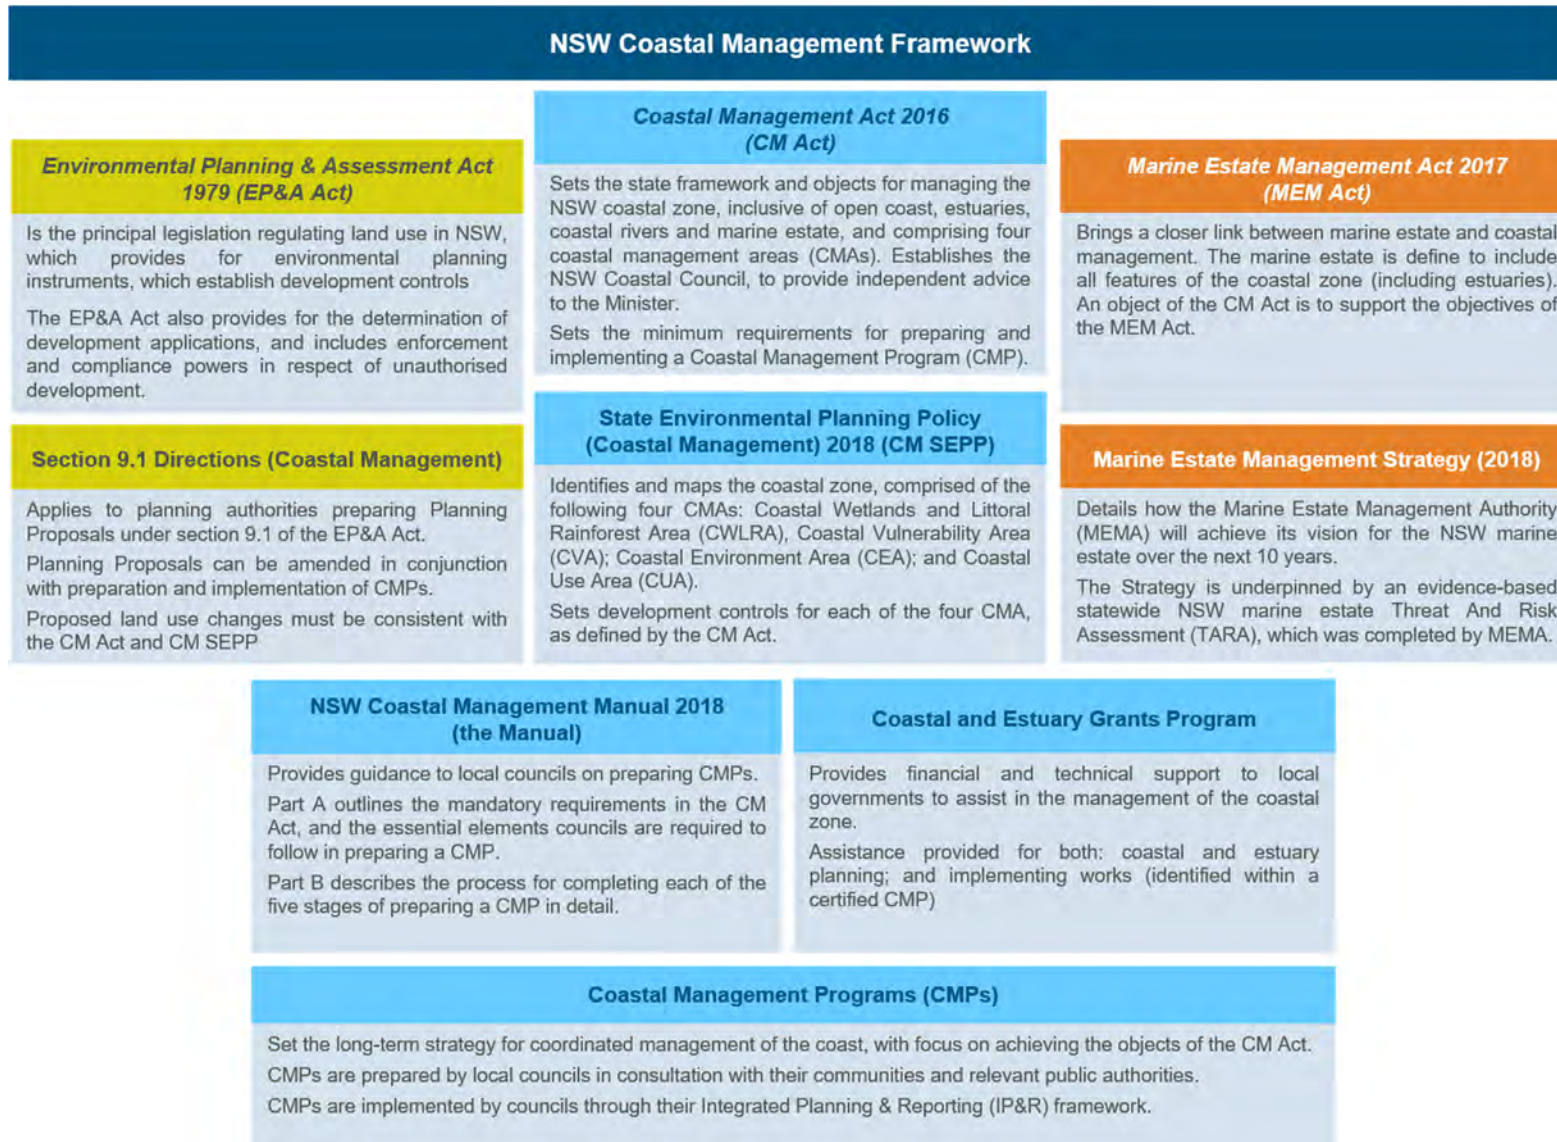 NSW Coastal Management Framework
Environmental Planning & Assessment Act
1979 (EP&A Act)
Is the principal legislation regulating land use in NSW,
which provides for environmental planning
instruments, which establish development controls
The EP&A Act also provides for the determination of
development applications, and includes enforcement
and compliance powers in respect of unauthorised
development.
Coastal Management Act 2016
(CM Act)
Sets the state framework and objects for managing the
NSW coastal zone, inclusive of open coast, estuaries,
coastal rivers and marine estate, and comprising four
coastal management areas (CMAs). Establishes the
NSW Coastal Council, to provide independent advice
to the Minister.
Sets the minimum requirements for preparing and
implementing a Coastal Management Program (CMP).
Marine Estate Management Act 2017
(MEM Act)
Brings a closer link between marine estate and coastal
management. The marine estate is define to include
all features of the coastal zone (including estuaries).
An object of the CM Act is to support the objectives of
the MEM Act.
Section 9.1 Directions (Coastal Management)
Applies to planning authorities preparing Planning
Proposals under section 9.1 of the EP&A Act.
Planning Proposals can be amended in conjunction
with preparation and implementation of CMPs.
Proposed land use changes must be consistent with
the CM Act and CM SEPP
State Environmental Planning Policy
(Coastal Management) 2018 (CM SEPP)
Identifies and maps the coastal zone, comprised of the
following four CMAs: Coastal Wetlands and Littoral
Rainforest Area (CWLRA), Coastal Vulnerability Area
(CVA); Coastal Environment Area (CEA); and Coastal
Use Area (CUA).
Sets development controls for each of the four CMA,
as defined by the CM Act.
Marine Estate Management Strategy (2018)
Details how the Marine Estate Management Authority
(MEMA) will achieve its vision for the NSW marine
estate over the next 10 years.
The Strategy is underpinned by an evidence-based
statewide NSW marine estate Threat And Risk
Assessment (TARA), which was completed by MEMA.
NSW Coastal Management Manual 2018
(the Manual)
Provides guidance to local councils on preparing CMPs.
Part A outlines the mandatory requirements in the CM
Act, and the essential elements councils are required to
follow in preparing a CMP.
Part B describes the process for completing each of the
five stages of preparing a CMP in detail.
Coastal and Estuary Grants Program
Provides financial and technical support to local
governments to assist in the management of the coastal
zone.
Assistance provided for both: coastal and estuary
planning; and implementing works (identified within a
certified CMP)
Coastal Management Programs (CMPs)
Set the long-term strategy for coordinated management of the coast, with focus on achieving the objects of the CM Act.
CMPs are prepared by local councils in consultation with their communities and relevant public authorities.
CMPs are implemented by councils through their Integrated Planning & Reporting (IP&R) framework.